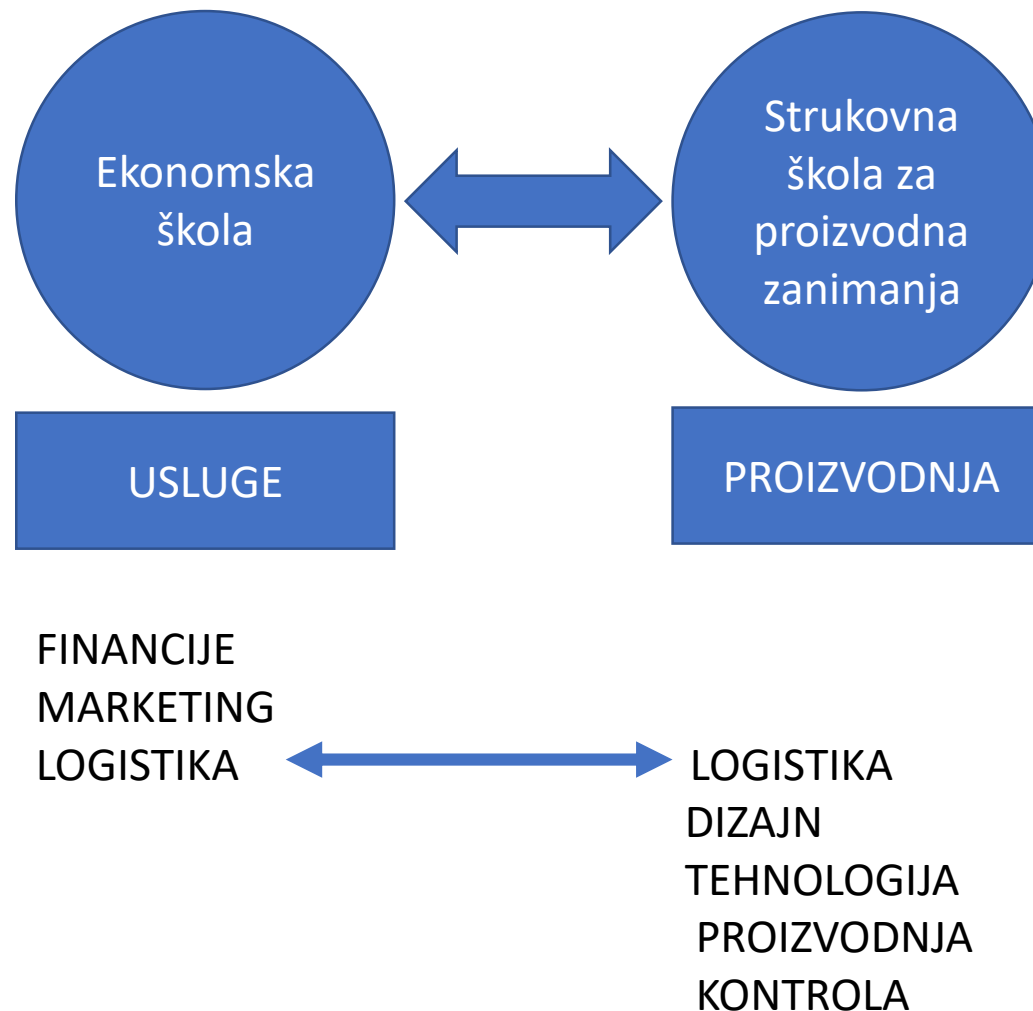 Ekonomska
škola
Strukovna
škola za
proizvodna
zanimanja
USLUGE
PROIZVODNJA
FINANCIJE
MARKETING
LOGISTIKA
LOGISTIKA
DIZAJN
TEHNOLOGIJA
PROIZVODNJA
KONTROLA